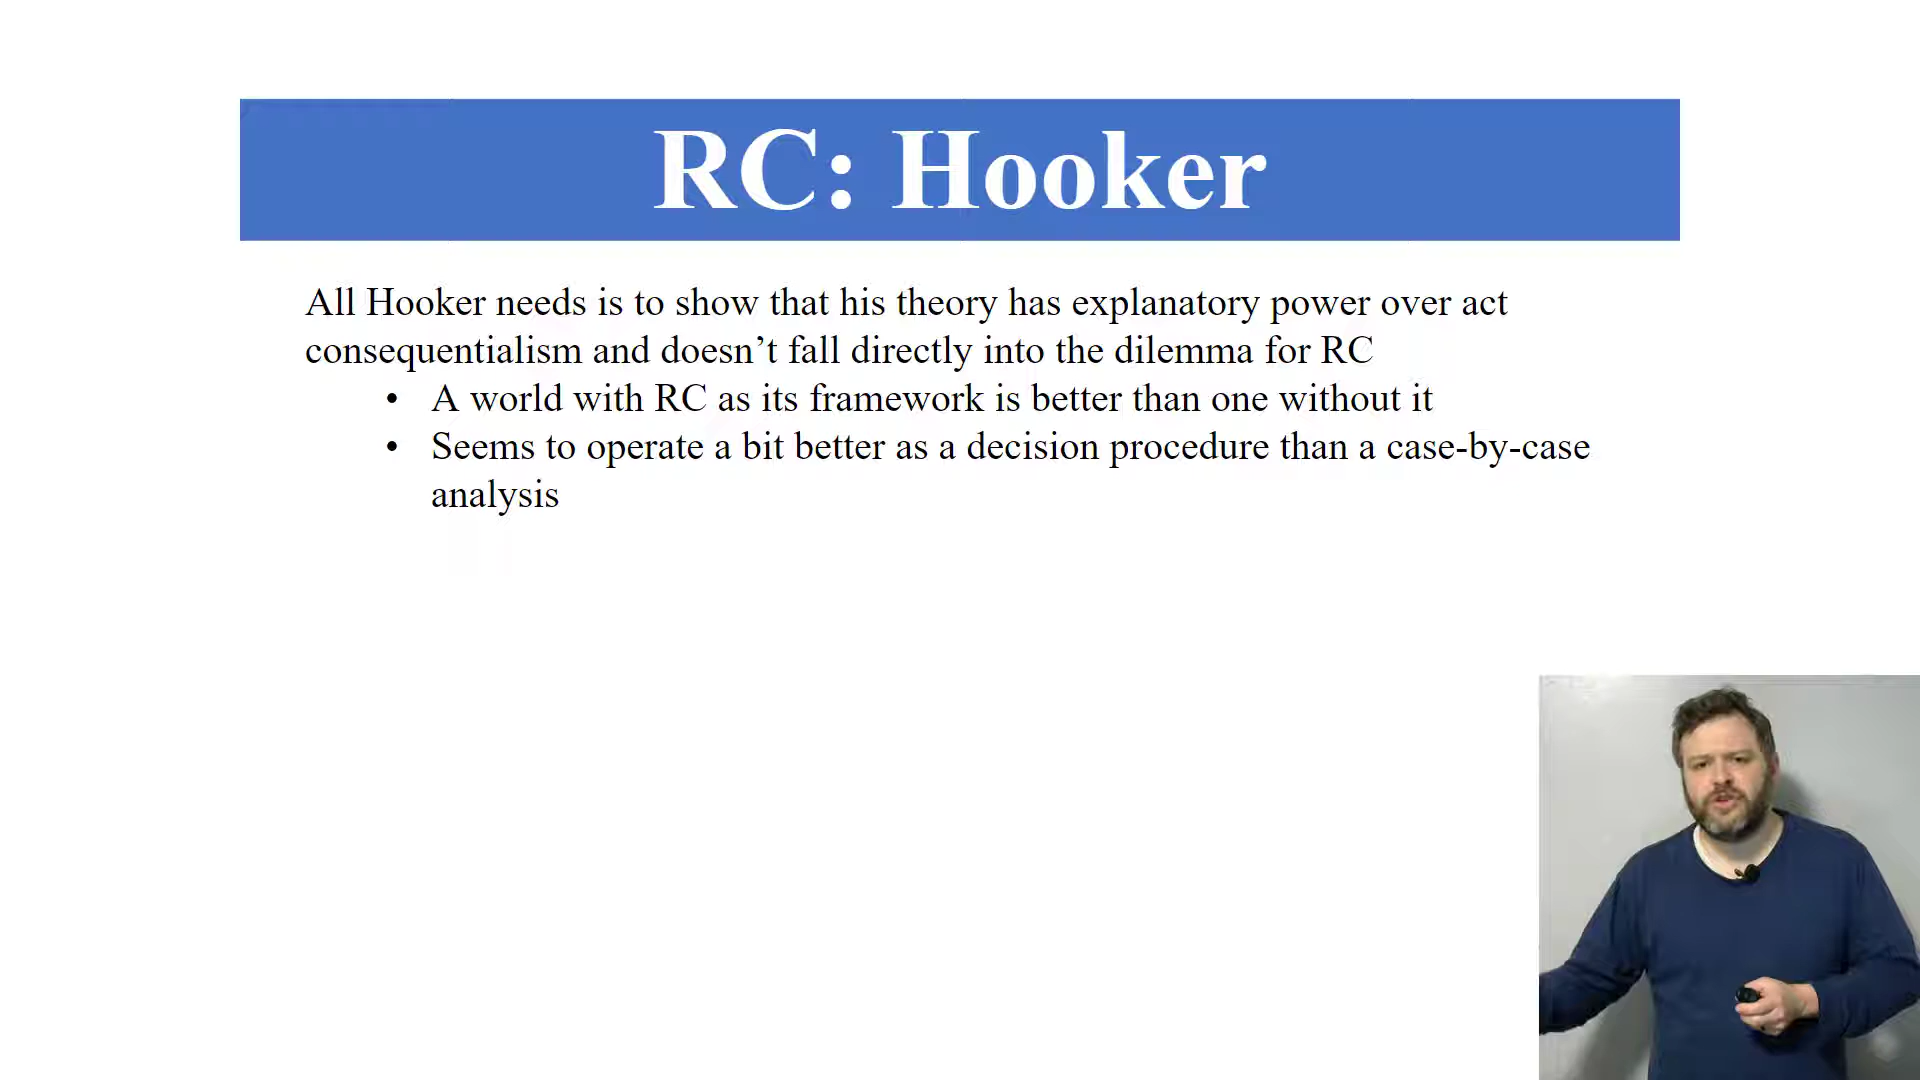 RC: Hooker
All Hooker needs is to show that his theory has explanatory power over act
consequentialism and doesn’t fall directly into the dilemma for RC
• A world with RC as its framework is better than one without it
• Seems to operate a bit better as a decision procedure than a case-by-case
analysis